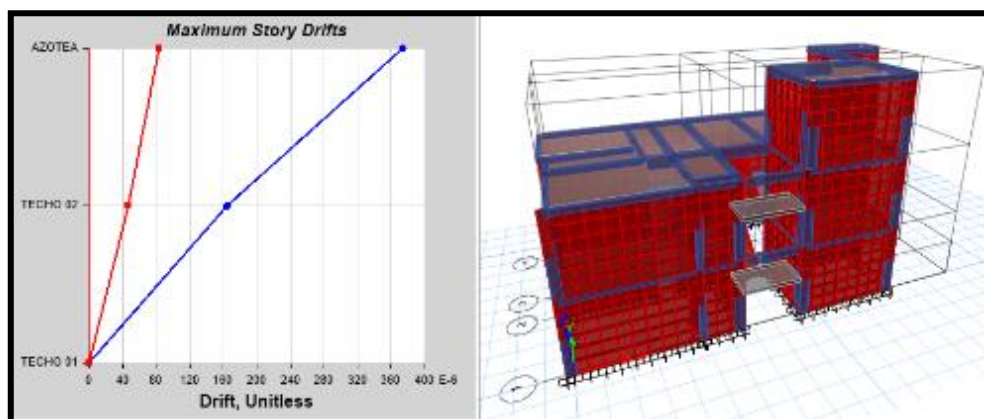 Maximum Story Drifts
AZOTEA
TECHO 02
TECHO 01
0 40 80 120 160 200 240 280 320 360 400 E-6
Drift, Unitless